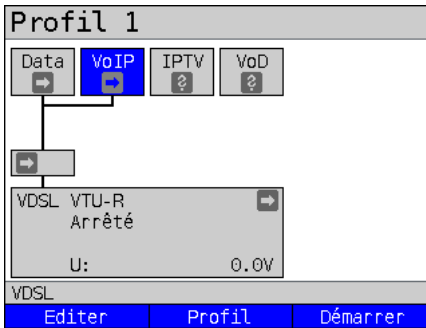 Profil 1
Data VoIP IPTV VoD
VDSL VTU-R
Arrêté
U: 0.0V
VDSL
Editer Profil Démarrer